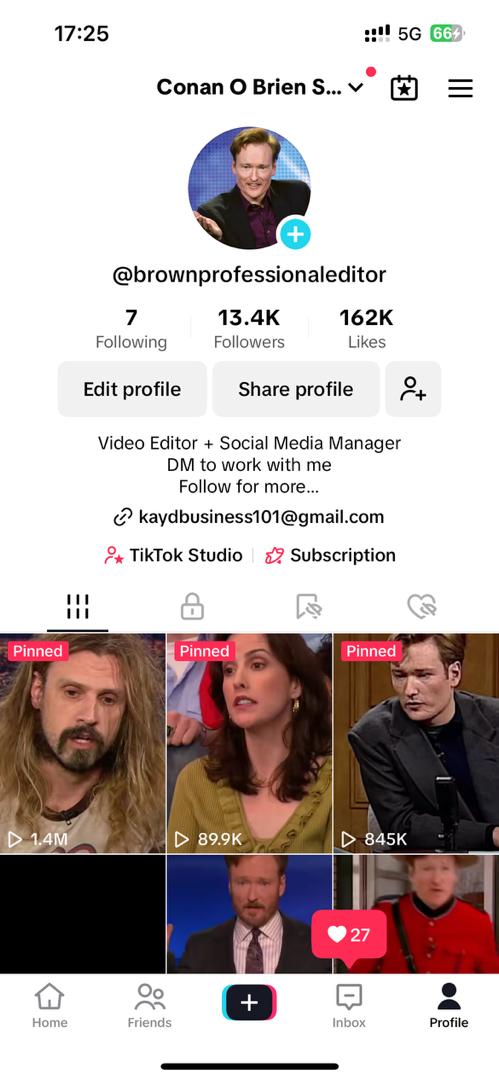 17:25
5G
66
Conan O Brien S...
@brownprofessionaleditor
7
13.4K
162K
Following
Followers
Likes
Edit profile
Share profile
Video Editor + Social Media Manager
DM to work with me
Follow for more...
kaydbusiness101@gmail.com
TikTok Studio
Subscription
Pinned
Pinned
Pinned
1.4M
89.9K
845K
27
Home
Friends
Inbox
Profile